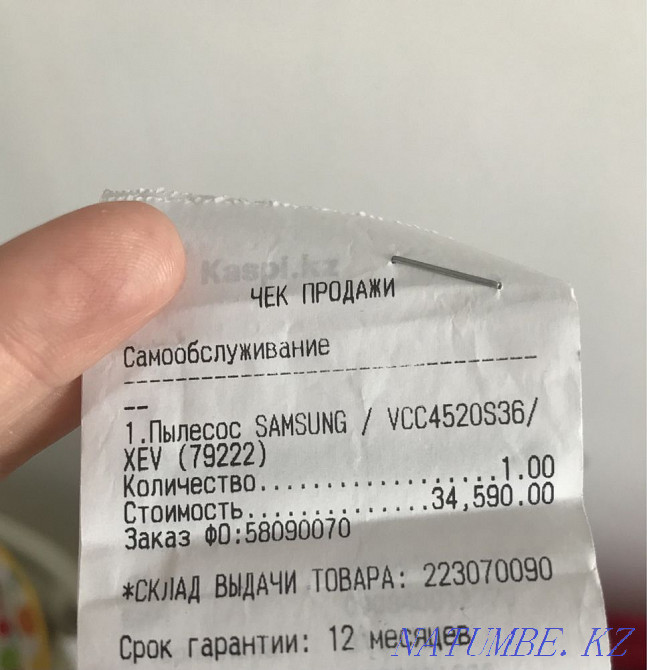 Kaspi.kz
ЧЕК ПРОДАЖИ
Самообслуживание
--------------------------------
--
1.Пылесос SAMSUNG / VCC4520S36/
XEV (79222)
Количество..................1.00
Стоимость..............34,590.00
Заказ ФО:58090070
*СКЛАД ВЫДАЧИ ТОВАРА: 223070090
Срок гарантии: 12 месяцев
NATUMBE.KZ